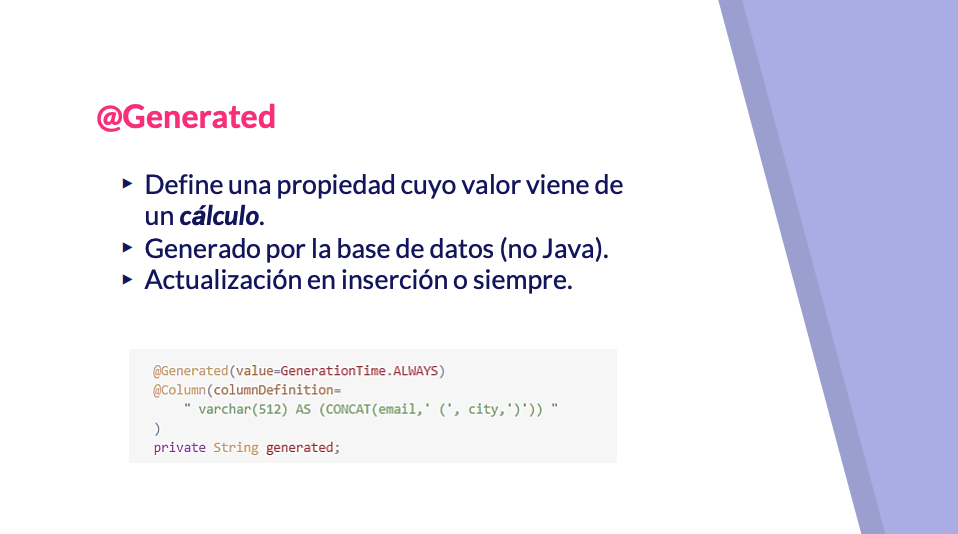 @Generated
▸ Define una propiedad cuyo valor viene de
un cálculo.
▸ Generado por la base de datos (no Java).
▸ Actualización en inserción o siempre.
@Generated(value=GenerationTime.ALWAYS)
@Column(columnDefinition=
" varchar(512) AS (CONCAT(email,' (', city,')')) "
)
private String generated;